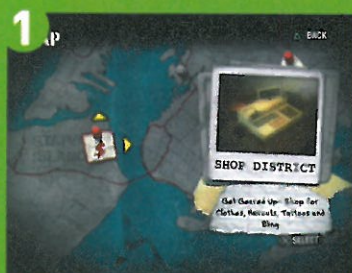 1
AP
△ BACK
SHOP DISTRICT
Get Geared Up- Shop for
Clothes, Haircuts, Tattoos and
Bling
SELECT